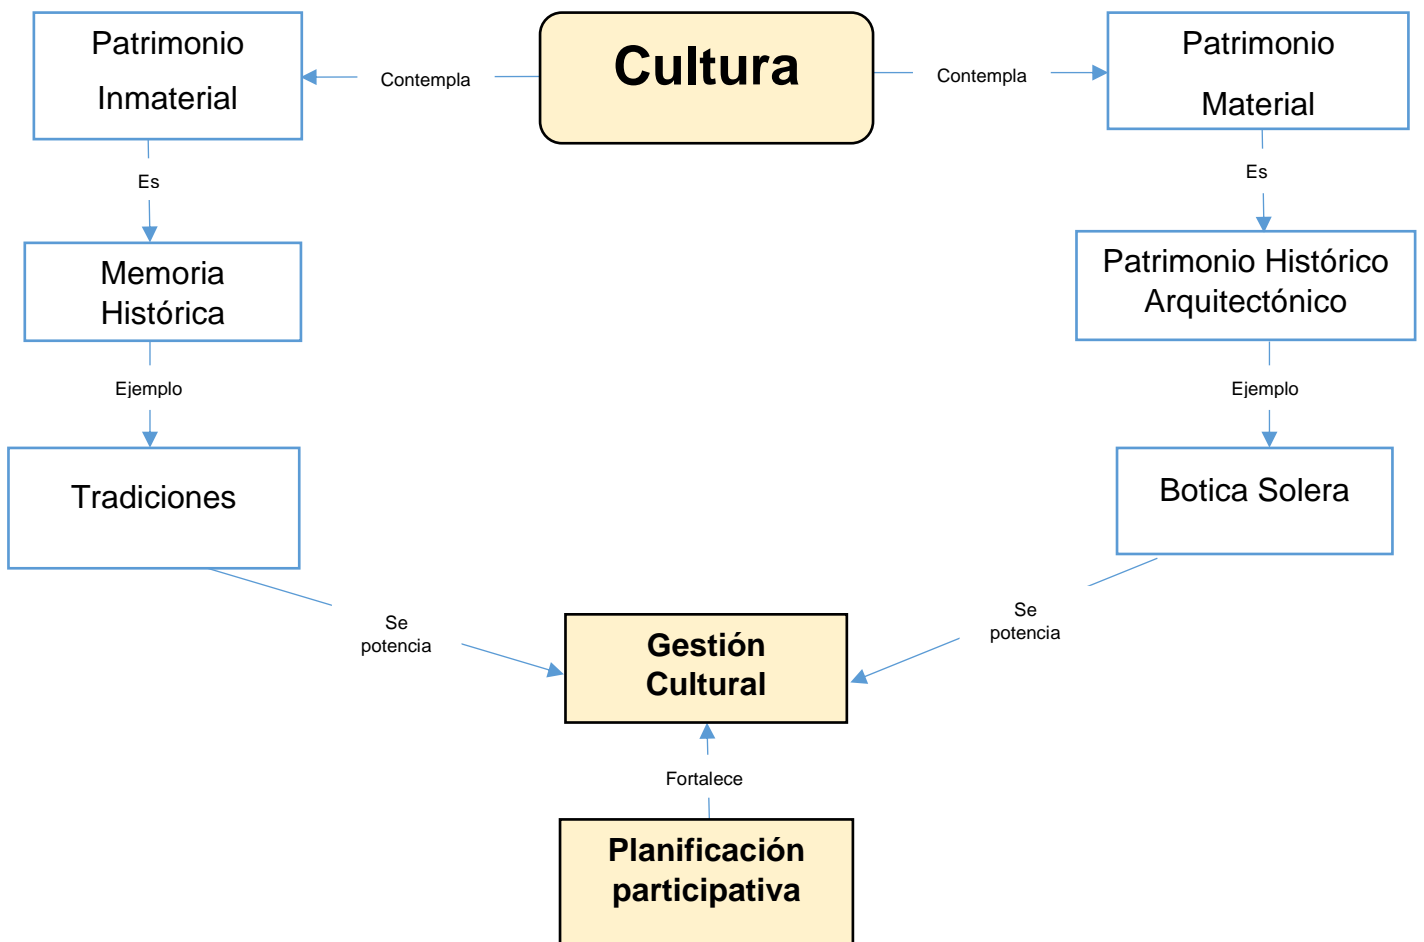 Patrimonio
Inmaterial
Contempla
Cultura
Contempla
Patrimonio
Material
Es
Es
Memoria
Histórica
Patrimonio Histórico
Arquitectónico
Ejemplo
Ejemplo
Tradiciones
Botica Solera
Se
potencia
Se
potencia
Gestión
Cultural
Fortalece
Planificación
participativa